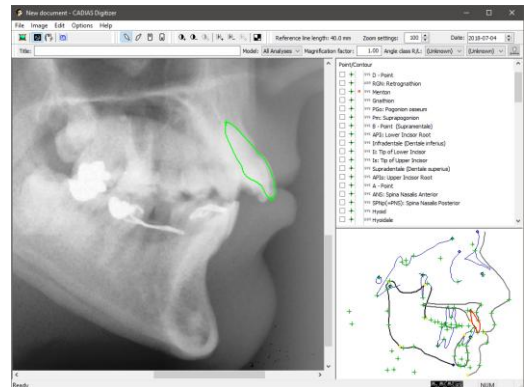 New document - CADIAS Digitizer
File Image Edit Options Help
Reference line length: 40.0 mm Zoom settings: 100 Date: 2018-07-04
Title: Model: All Analyses Magnification factor: 1.00 Angle class R/L: (Unknown) (Unknown)
Point/Contour
D - Point
RGN: Retrognathion
Menton
Gnathion
PGo: Pogonion osseum
Pm: Suprapogonion
B - Point (Supramentale)
APIi: Lower Incisor Root
Infradentale (Dentale inferius)
Ii: Tip of Lower Incisor
Is: Tip of Upper Incisor
Supradentale (Dentale superius)
APIs: Upper Incisor Root
A - Point
ANS: Spina Nasalis Anterior
SPNp(=PNS): Spina Nasalis Posterior
Hyoid
Ready
NUM